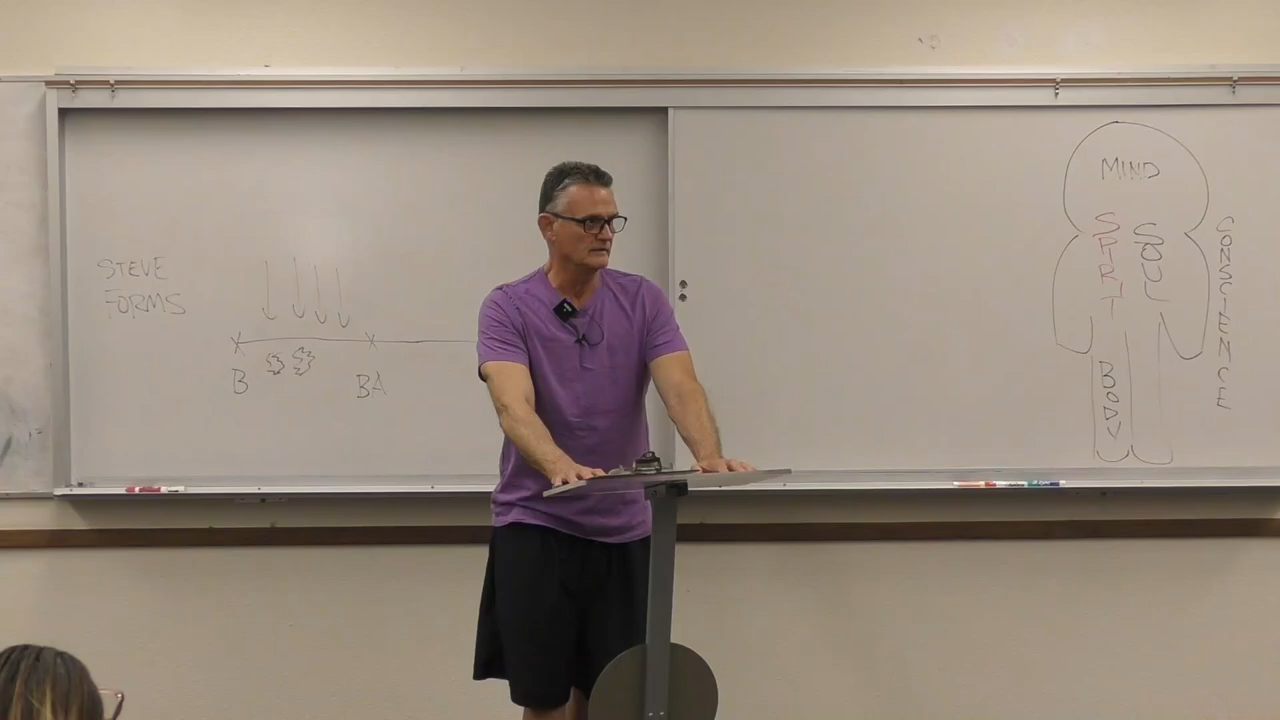 STEVE
FORMS
B
BA
MIND
SPIRIT
SOUL
BODY
CONSCIENCE